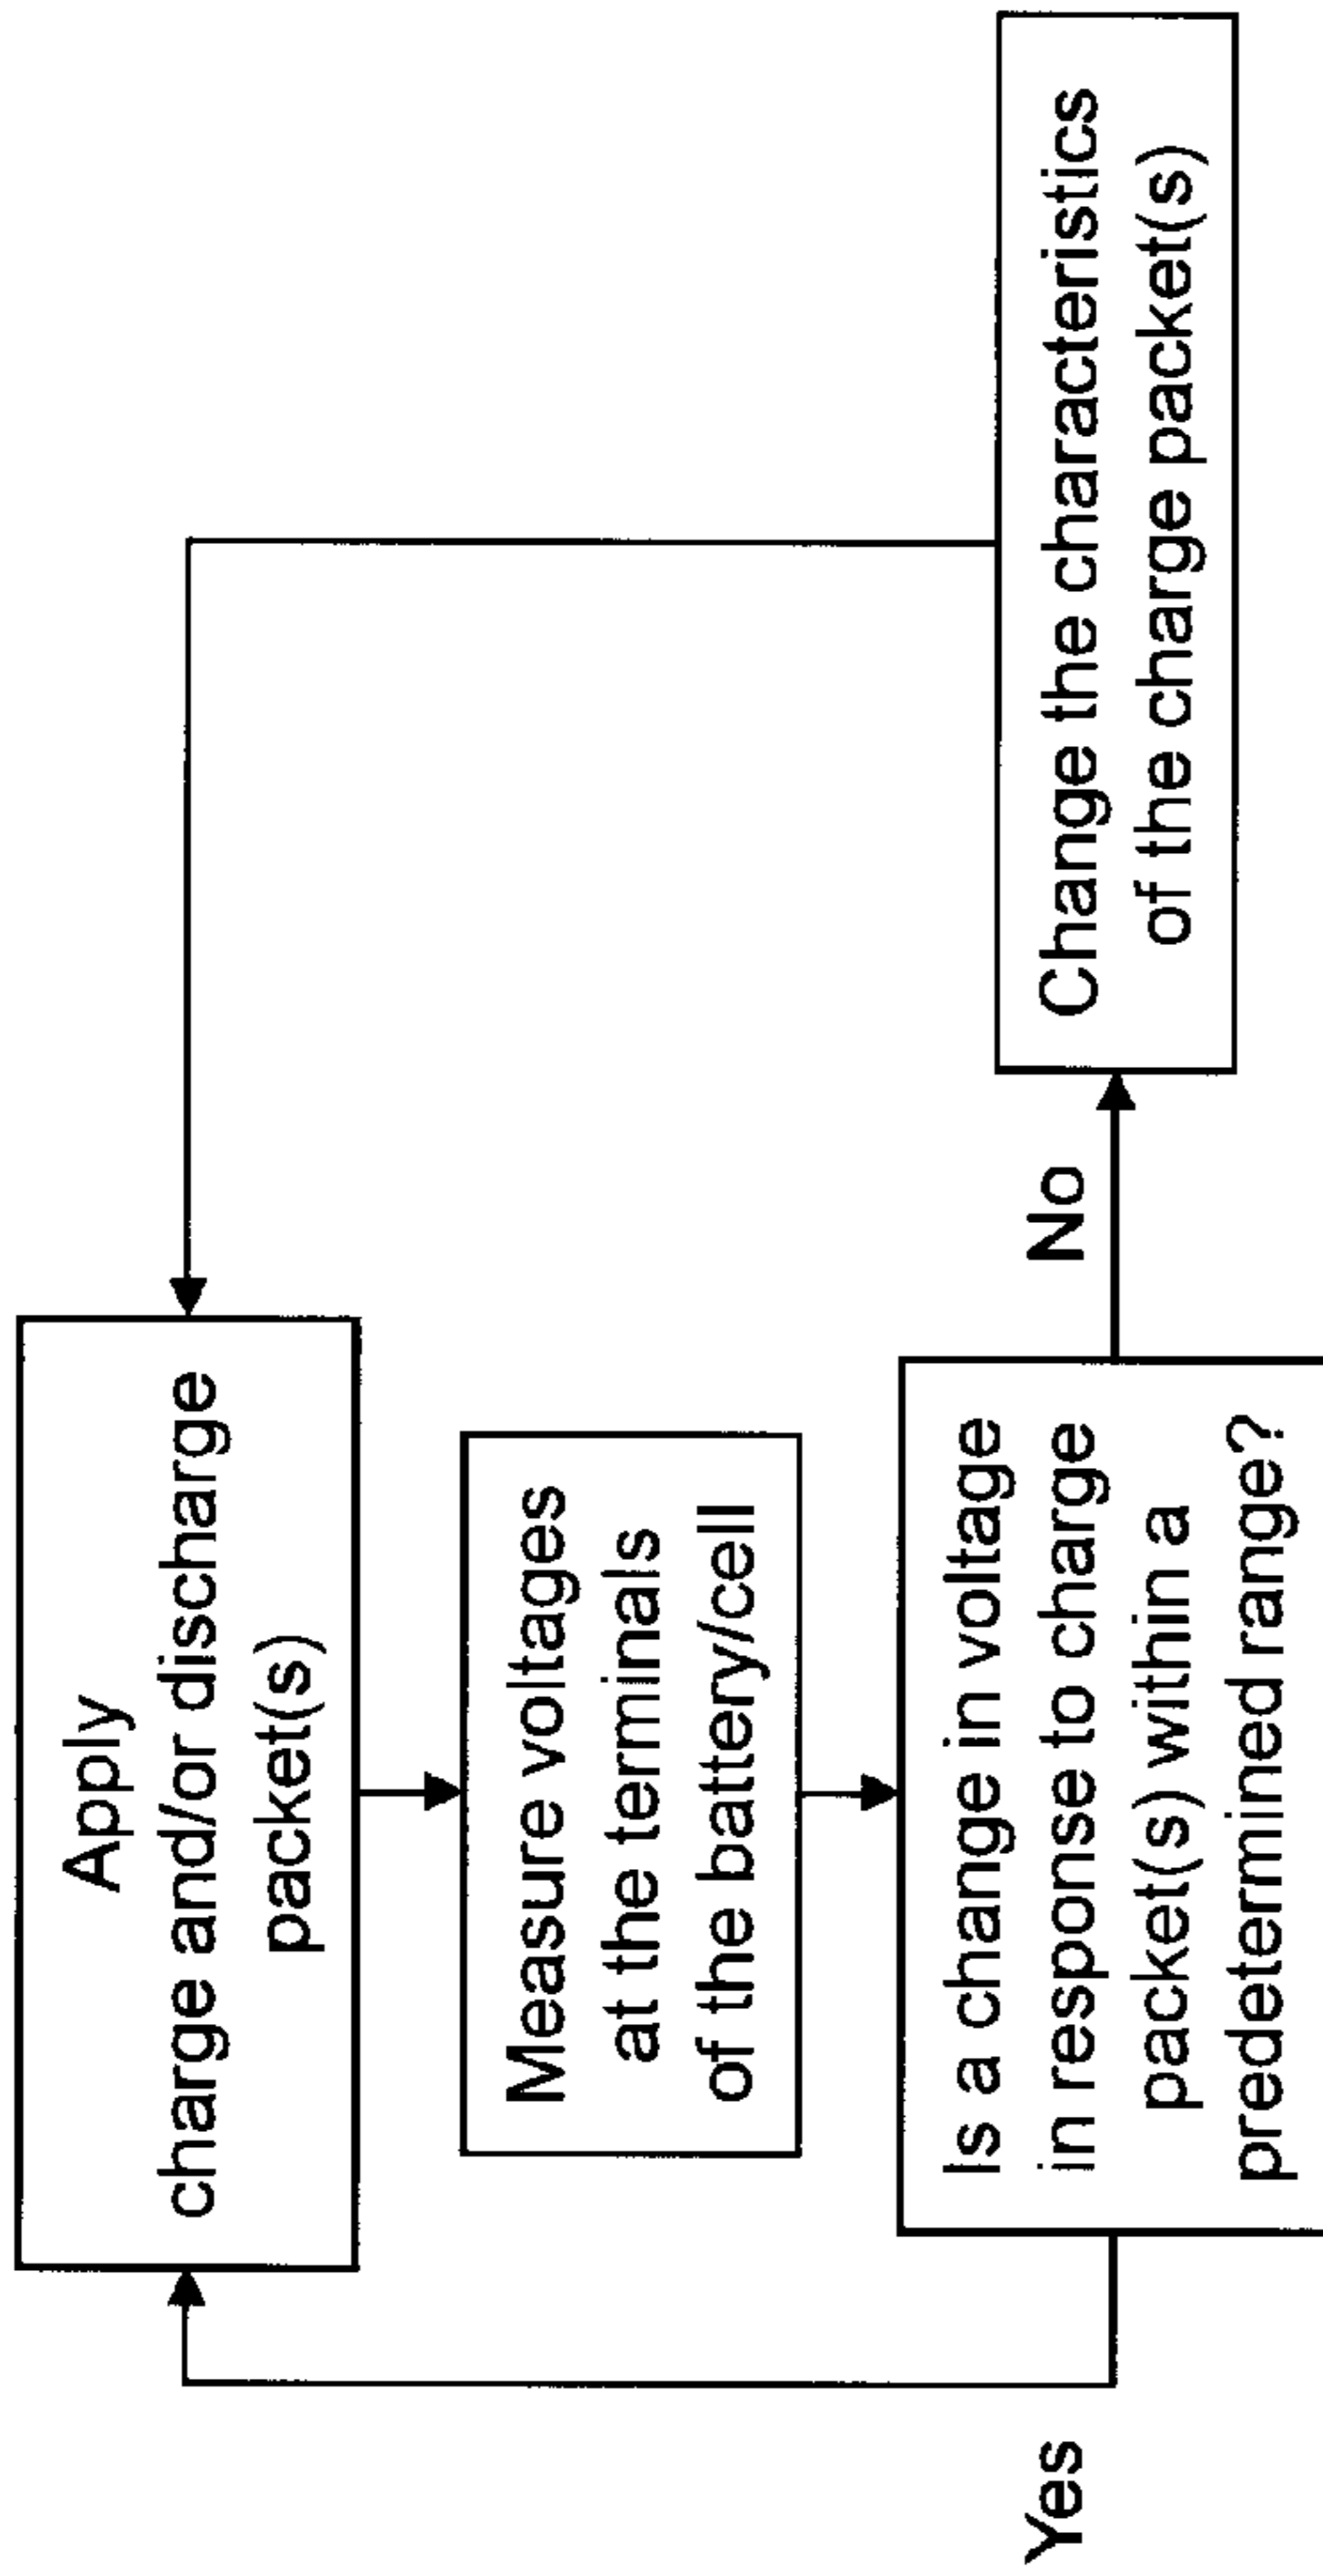 Apply
charge and/or discharge
packet(s)
Measure voltages
at the terminals
of the battery/cell
Is a change in voltage
in response to charge
packet(s) within a
predetermined range?
Yes
No
Change the characteristics
of the charge packet(s)